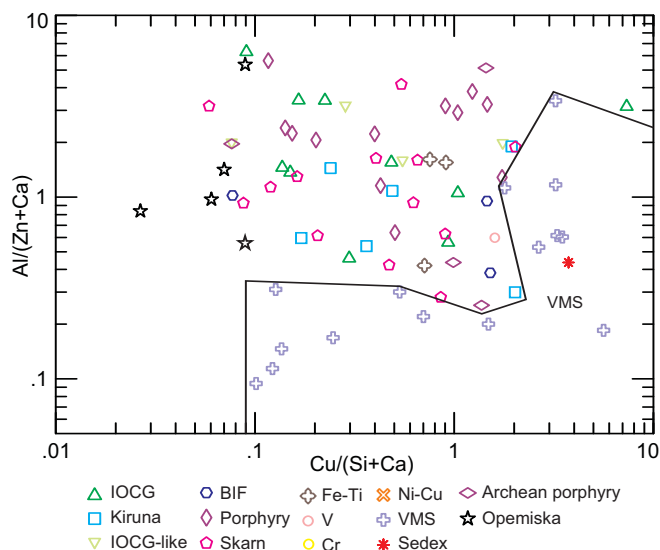 10
1
.1
Al/(Zn+Ca)
VMS
.01 .1 1 10
Cu/(Si+Ca)
IOCG BIF Fe-Ti Ni-Cu Archean porphyry
Kiruna Porphyry V VMS Opemiska
IOCG-like Skarn Cr Sedex